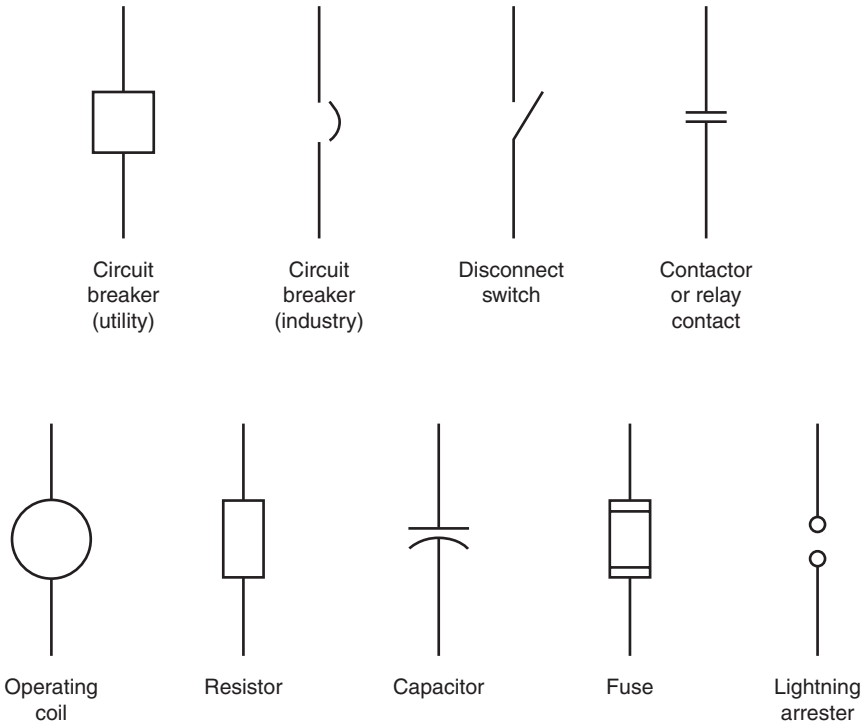 Circuit
breaker
(utility)
Circuit
breaker
(industry)
Disconnect
switch
Contactor
or relay
contact
Operating
coil
Resistor
Capacitor
Fuse
Lightning
arrester